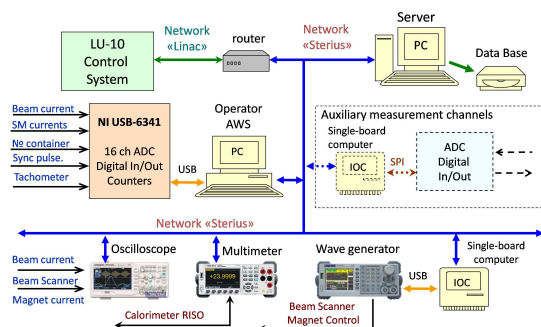 LU-10
Control
System
Network
«Linac»
router
Network
«Sterius»
Server
PC
Data Base
Beam current
SM currents
№ container
Sync pulse.
Tachometer
NI USB-6341
16 ch ADC
Digital In/Out
Counters
USB
Operator
AWS
PC
Auxiliary measurement channels
Single-board
computer
IOC
SPI
ADC
Digital
In/Out
Network «Sterius»
Oscilloscope
Multimeter
Wave generator
Single-board
computer
Beam current
Beam Scanner
Magnet current
+23.9999
USB
IOC
Calorimeter RISO
Beam Scanner
Magnet Control